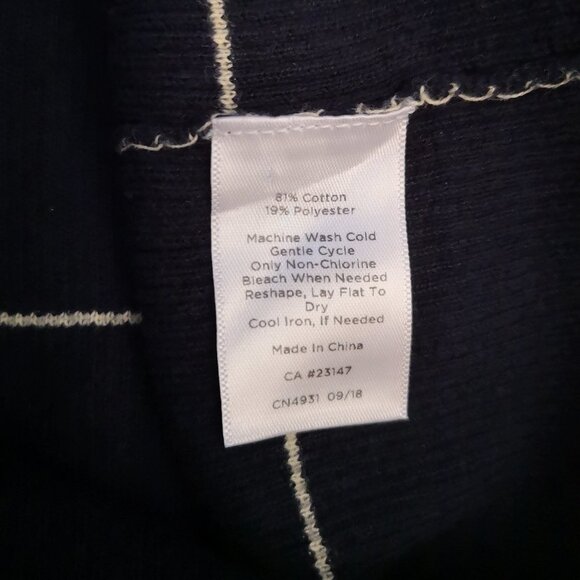 81% Cotton
19% Polyester
Machine Wash Cold
Gentle Cycle
Only Non-Chlorine
Bleach When Needed
Reshape, Lay Flat To
Dry
Cool Iron, If Needed
Made In China
CA #23147
CN4931 09/18